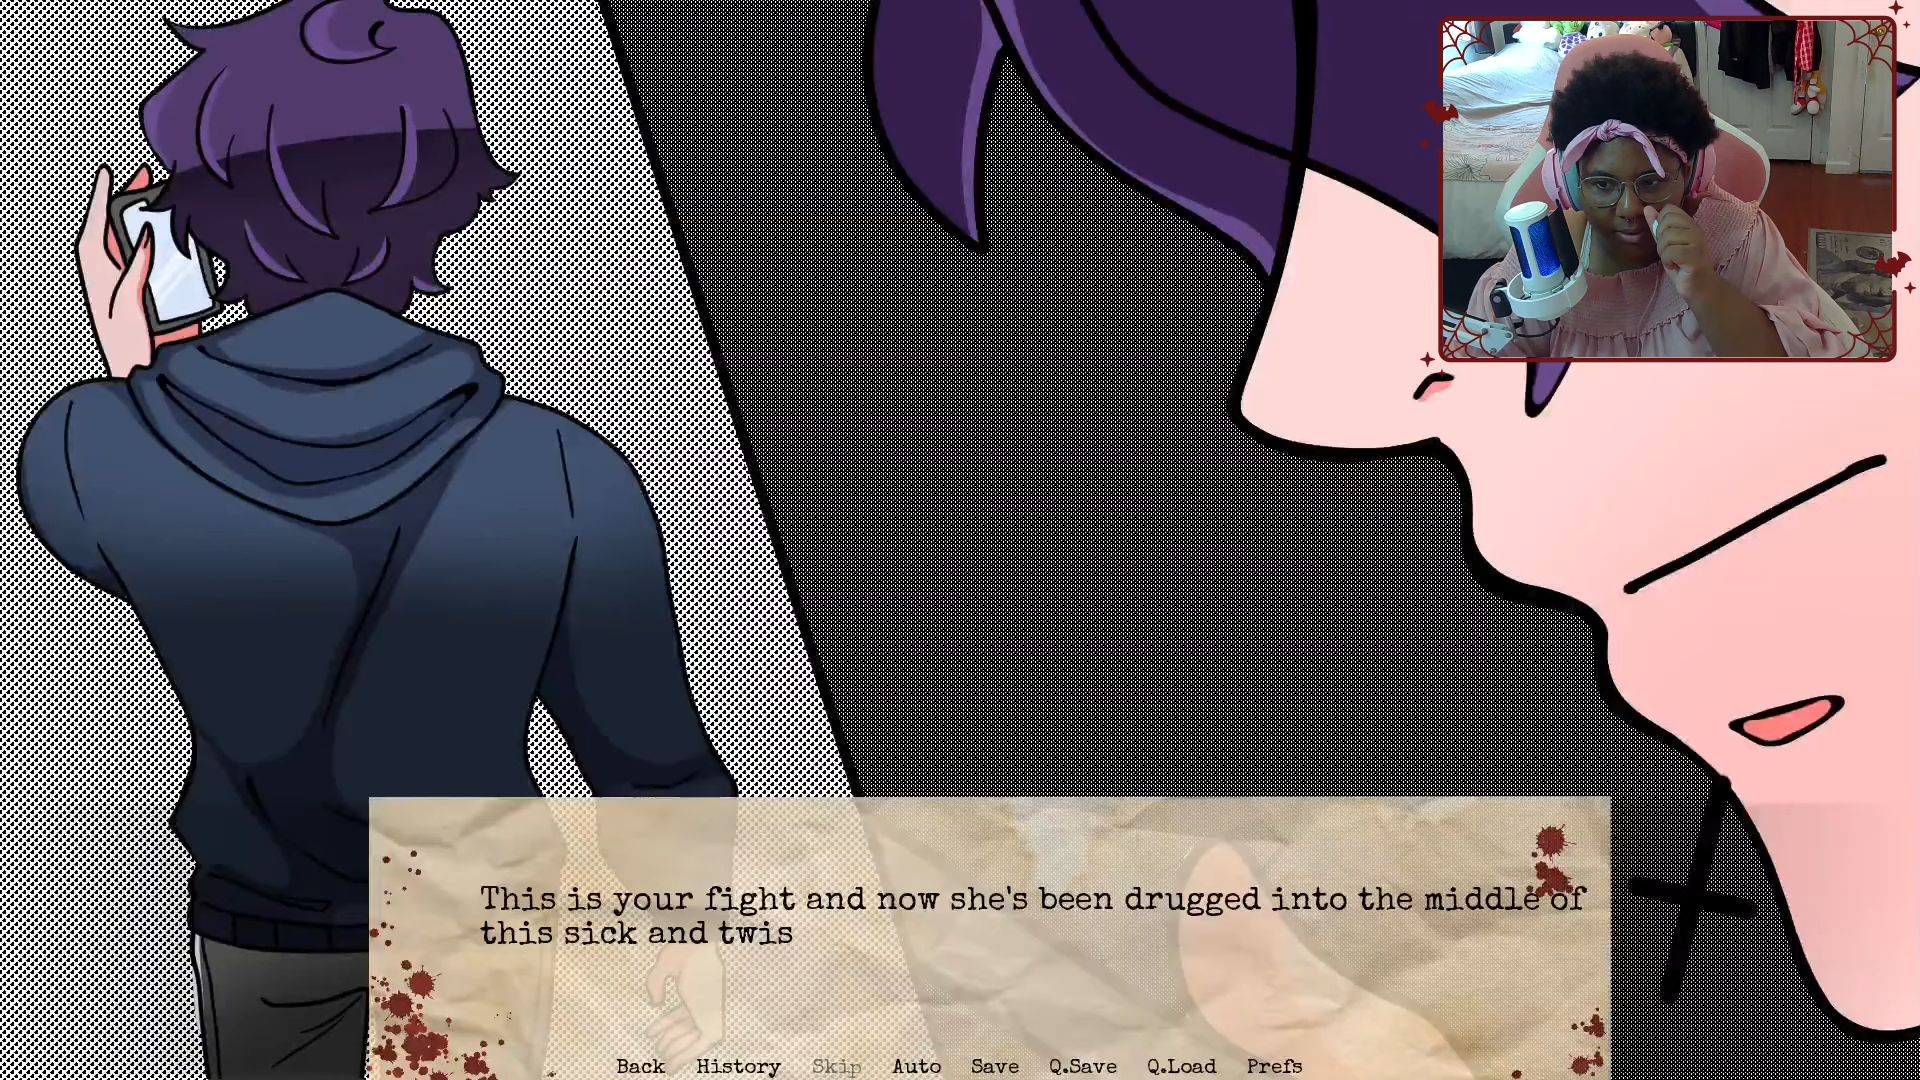 This is your fight and now she's been drugged into the middle of
this sick and twis
Back History Skip Auto Save Q.Save Q.Load Prefs